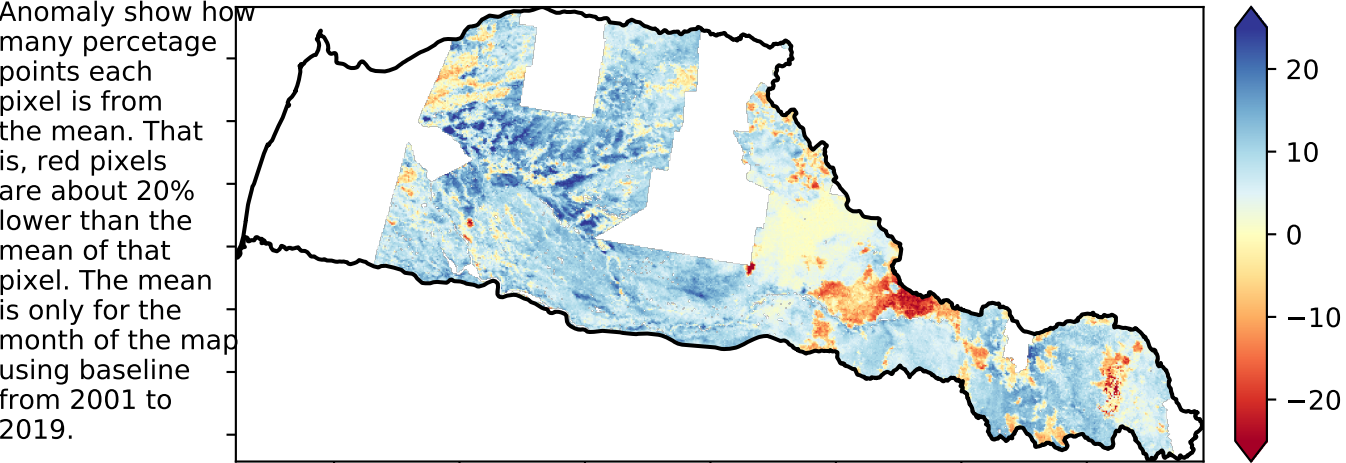 Anomaly show how
many percetage
points each
pixel is from
the mean. That
is, red pixels
are about 20%
lower than the
mean of that
pixel. The mean
is only for the
month of the map
using baseline
from 2001 to
2019.
20
10
0
−10
−20